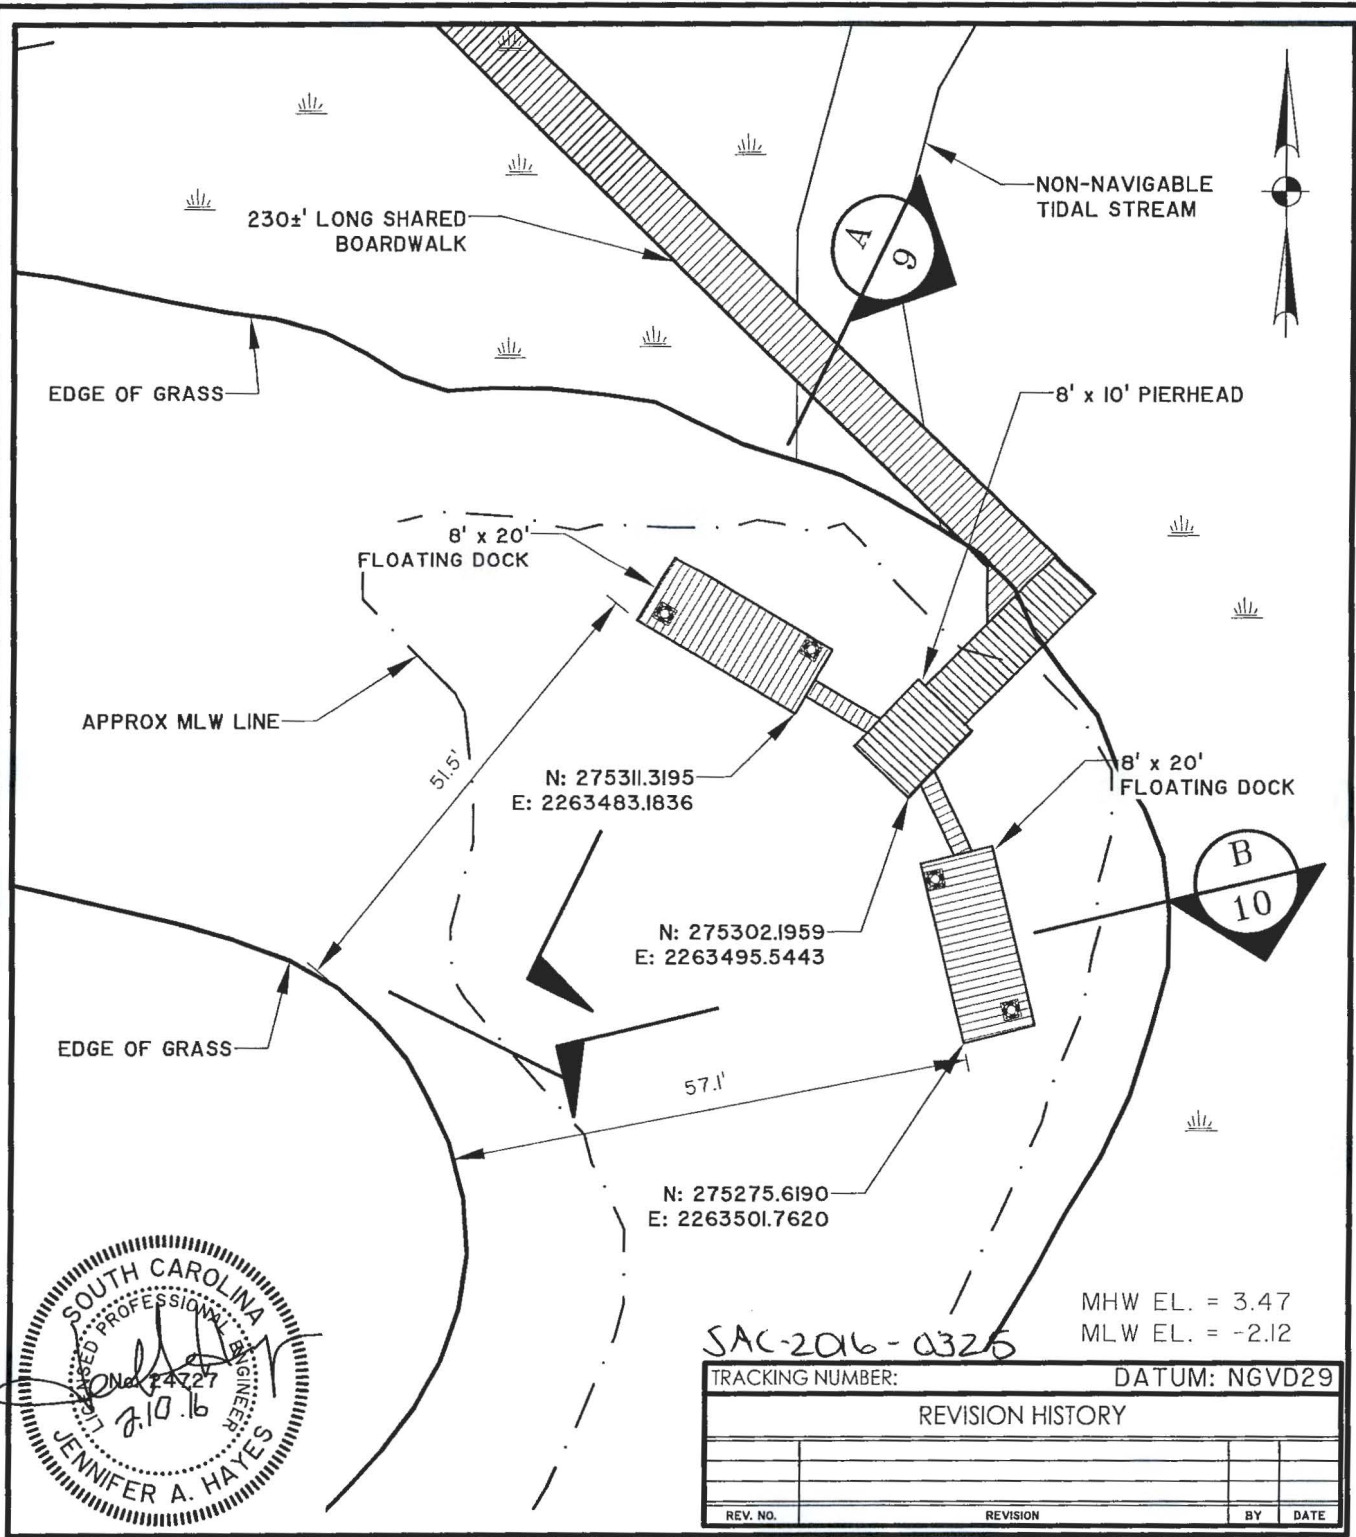 NON-NAVIGABLE
TIDAL STREAM
230±' LONG SHARED
BOARDWALK
A
9
EDGE OF GRASS
8' x 10' PIERHEAD
8' x 20'
FLOATING DOCK
APPROX MLW LINE
51.5'
N: 275311.3195
E: 2263483.1836
8' x 20'
FLOATING DOCK
B
10
N: 275302.1959
E: 2263495.5443
EDGE OF GRASS
57.1'
N: 275275.6190
E: 2263501.7620
SOUTH CAROLINA
LICENSED PROFESSIONAL ENGINEER
No. 24727
2.10.16
JENNIFER A. HAYES
MHW EL. = 3.47
MLW EL. = -2.12
SAC-2016-0325
TRACKING NUMBER: DATUM: NGVD29
REVISION HISTORY
REV. NO. REVISION BY DATE